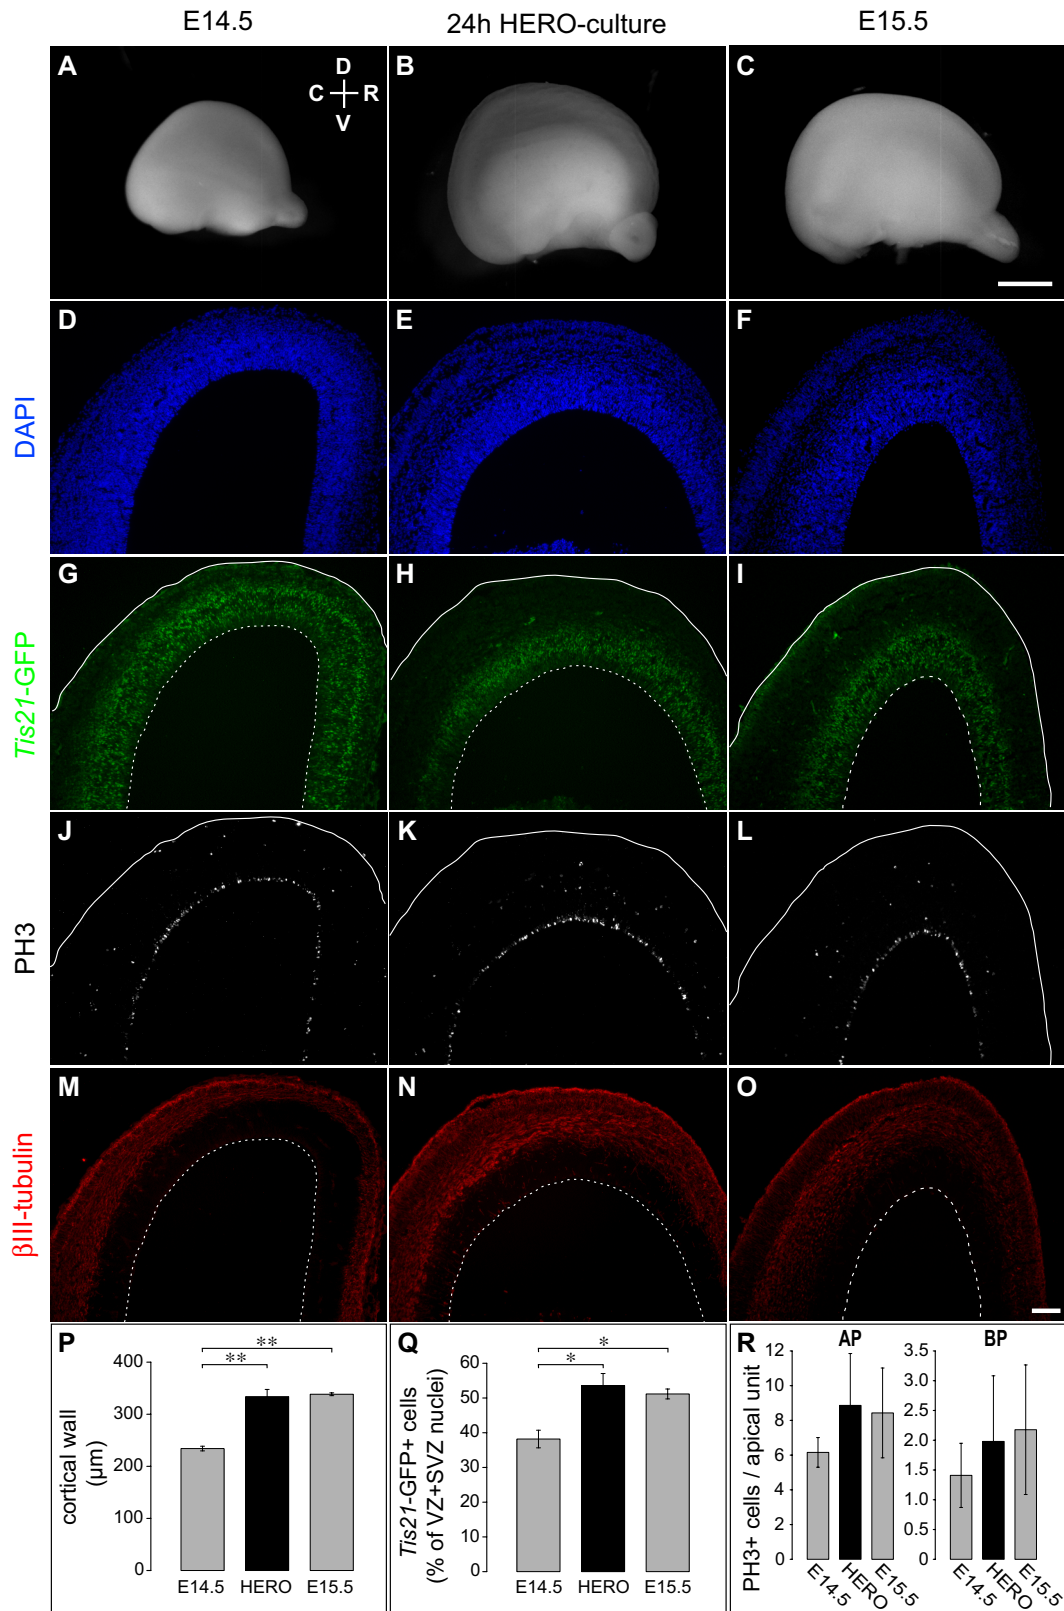 E14.5
24h HERO-culture
E15.5
A
D
C R
V
B
C
DAPI
D
E
F
Tis21-GFP
G
H
I
PH3
J
K
L
βIII-tubulin
M
N
O
P
cortical wall
(µm)
400
300
200
100
0
**
**
E14.5 HERO E15.5
Q
Tis21-GFP+ cells
(% of VZ+SVZ nuclei)
60
50
40
30
20
10
0
*
*
E14.5 HERO E15.5
R
AP
BP
PH3+ cells / apical unit
12
10
8
6
4
2
0
E14.5
HERO
E15.5
3.5
3.0
2.5
2.0
1.5
1.0
0.5
0
E14.5
HERO
E15.5